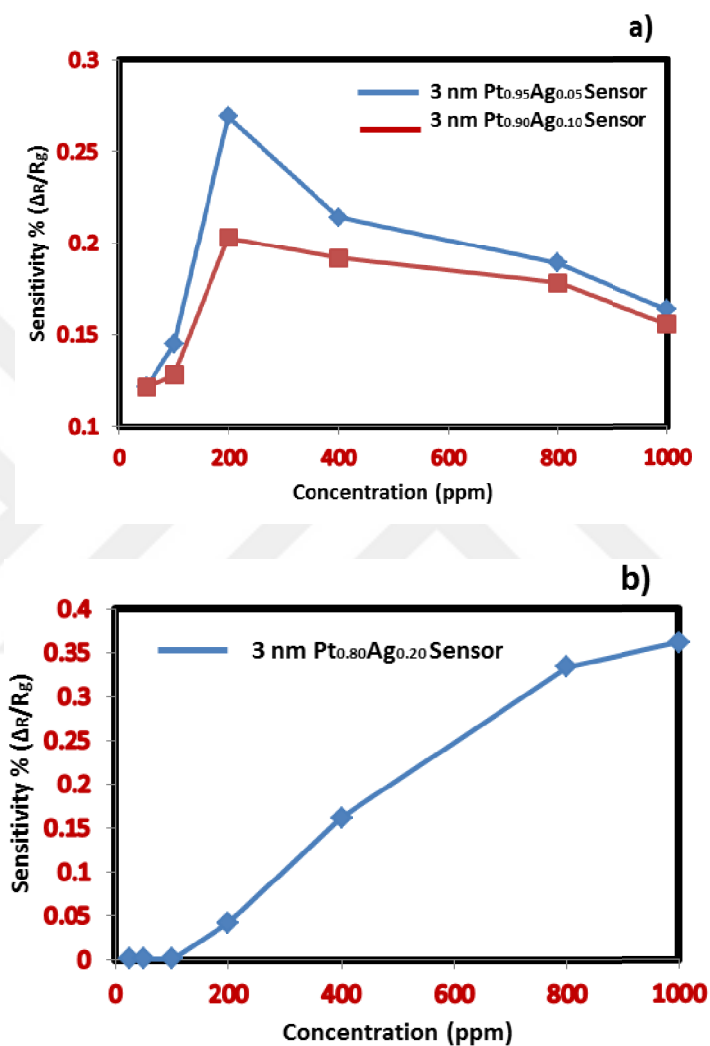 a)
0.3
3 nm Pt0.95Ag0.05 Sensor
3 nm Pt0.90Ag0.10 Sensor
0.25
0.2
0.15
0.1
Sensitivity % (ΔR/Rg)
0 200 400 600 800 1000
Concentration (ppm)
b)
0.4
3 nm Pt0.80Ag0.20 Sensor
0.35
0.3
0.25
0.2
0.15
0.1
0.05
0
Sensitivity % (ΔR/Rg)
0 200 400 600 800 1000
Concentration (ppm)